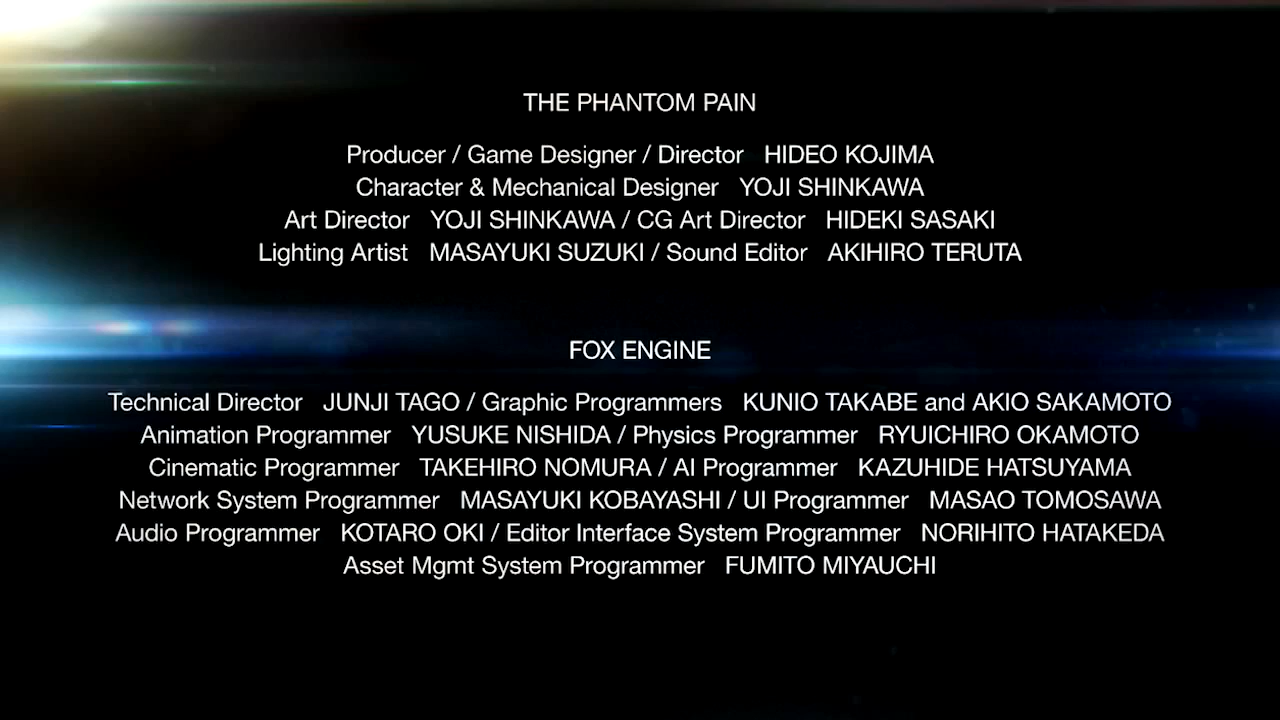 THE PHANTOM PAIN
Producer / Game Designer / Director HIDEO KOJIMA
Character & Mechanical Designer YOJI SHINKAWA
Art Director YOJI SHINKAWA / CG Art Director HIDEKI SASAKI
Lighting Artist MASAYUKI SUZUKI / Sound Editor AKIHIRO TERUTA
FOX ENGINE
Technical Director JUNJI TAGO / Graphic Programmers KUNIO TAKABE and AKIO SAKAMOTO
Animation Programmer YUSUKE NISHIDA / Physics Programmer RYUICHIRO OKAMOTO
Cinematic Programmer TAKEHIRO NOMURA / AI Programmer KAZUHIDE HATSUYAMA
Network System Programmer MASAYUKI KOBAYASHI / UI Programmer MASAO TOMOSAWA
Audio Programmer KOTARO OKI / Editor Interface System Programmer NORIHITO HATAKEDA
Asset Mgmt System Programmer FUMITO MIYAUCHI